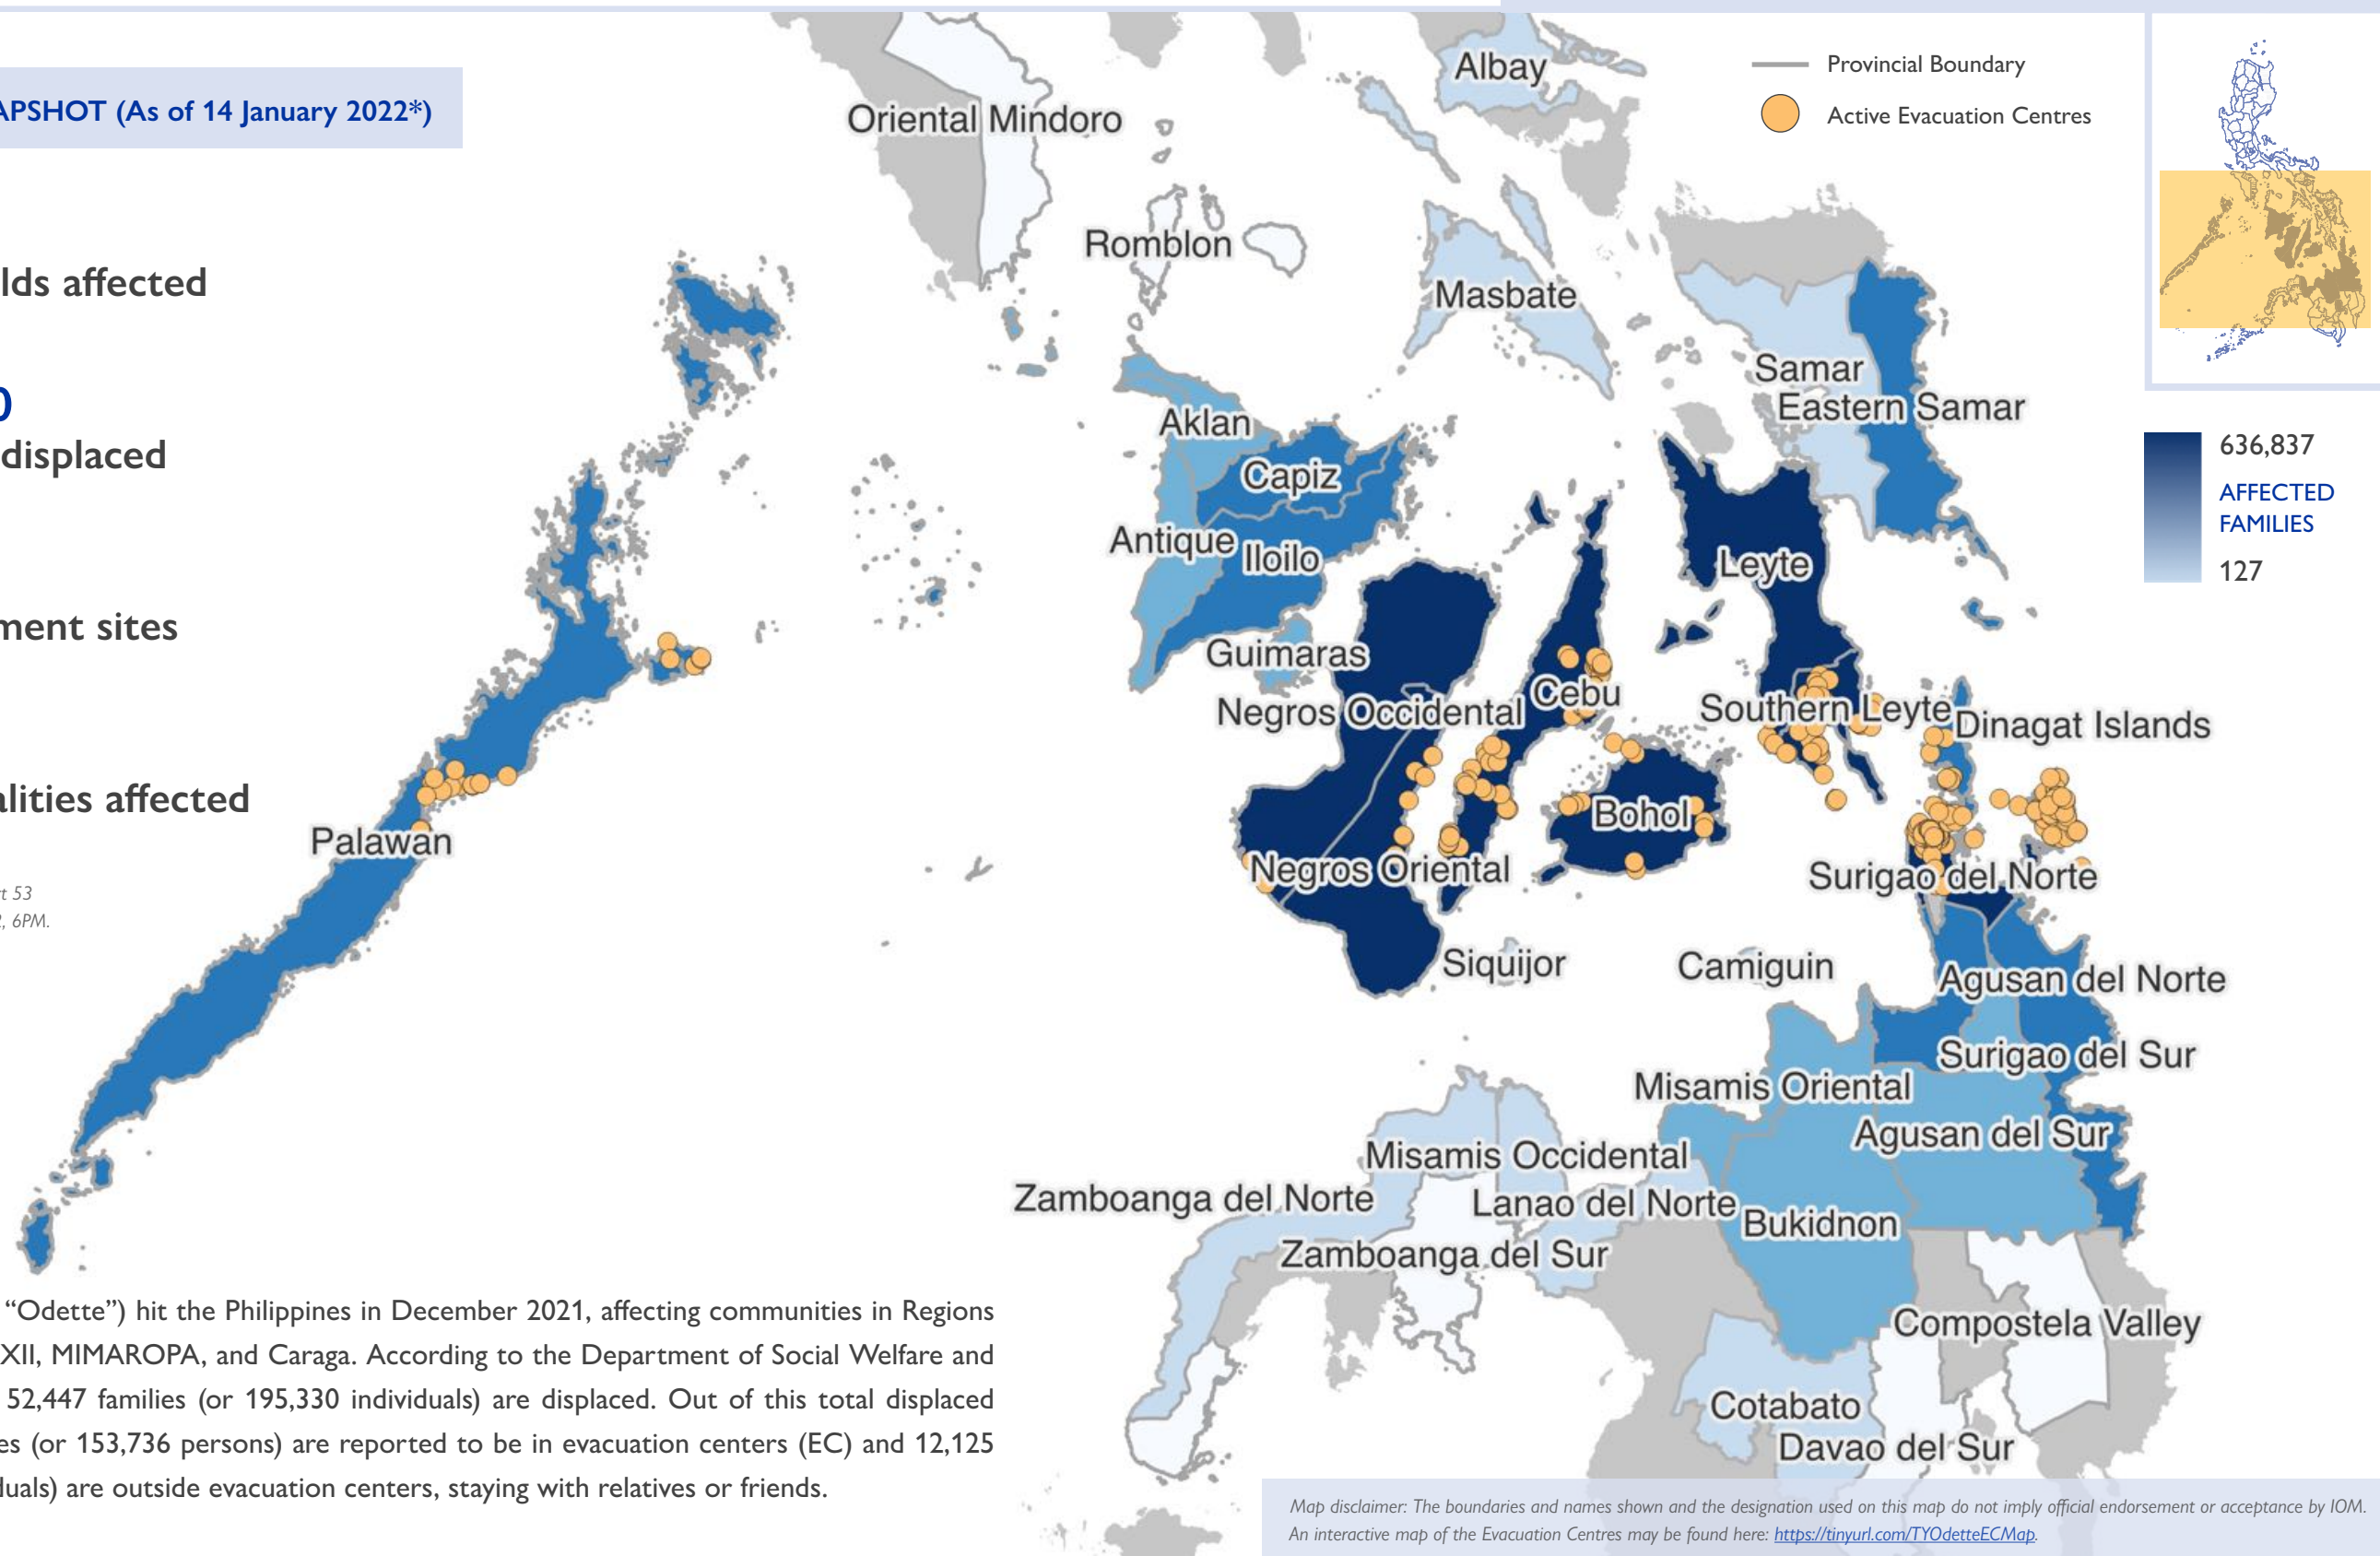 APSHOT (As of 14 January 2022*)
lds affected
0
displaced
ment sites
alities affected
t 53
, 6PM.
Provincial Boundary
Active Evacuation Centres
636,837
AFFECTED
FAMILIES
127
Albay
Oriental Mindoro
Romblon
Masbate
Samar
Eastern Samar
Aklan
Capiz
Antique
Iloilo
Leyte
Guimaras
Cebu
Negros Occidental
Southern Leyte
Dinagat Islands
Bohol
Palawan
Negros Oriental
Surigao del Norte
Siquijor
Camiguin
Agusan del Norte
Surigao del Sur
Misamis Oriental
Agusan del Sur
Misamis Occidental
Zamboanga del Norte
Lanao del Norte
Bukidnon
Zamboanga del Sur
Compostela Valley
Cotabato
Davao del Sur
“Odette”) hit the Philippines in December 2021, affecting communities in Regions
XII, MIMAROPA, and Caraga. According to the Department of Social Welfare and
52,447 families (or 195,330 individuals) are displaced. Out of this total displaced
es (or 153,736 persons) are reported to be in evacuation centers (EC) and 12,125
duals) are outside evacuation centers, staying with relatives or friends.
Map disclaimer: The boundaries and names shown and the designation used on this map do not imply official endorsement or acceptance by IOM.
An interactive map of the Evacuation Centres may be found here: https://tinyurl.com/TYOdetteECMap.